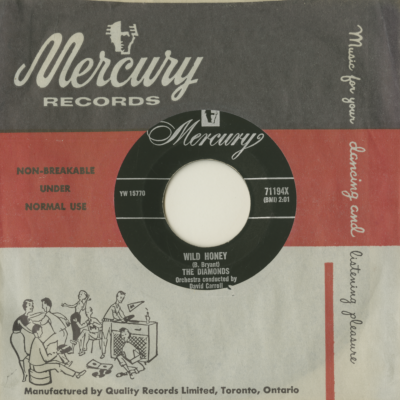 Mercury
RECORDS
Music for your dancing and listening pleasure
NON-BREAKABLE
UNDER
NORMAL USE
Mercury
YW 15770
71194X
(BMI) 2:01
WILD HONEY
(B. Bryant)
THE DIAMONDS
Orchestra conducted by
David Carroll
Manufactured by Quality Records Limited, Toronto, Ontario